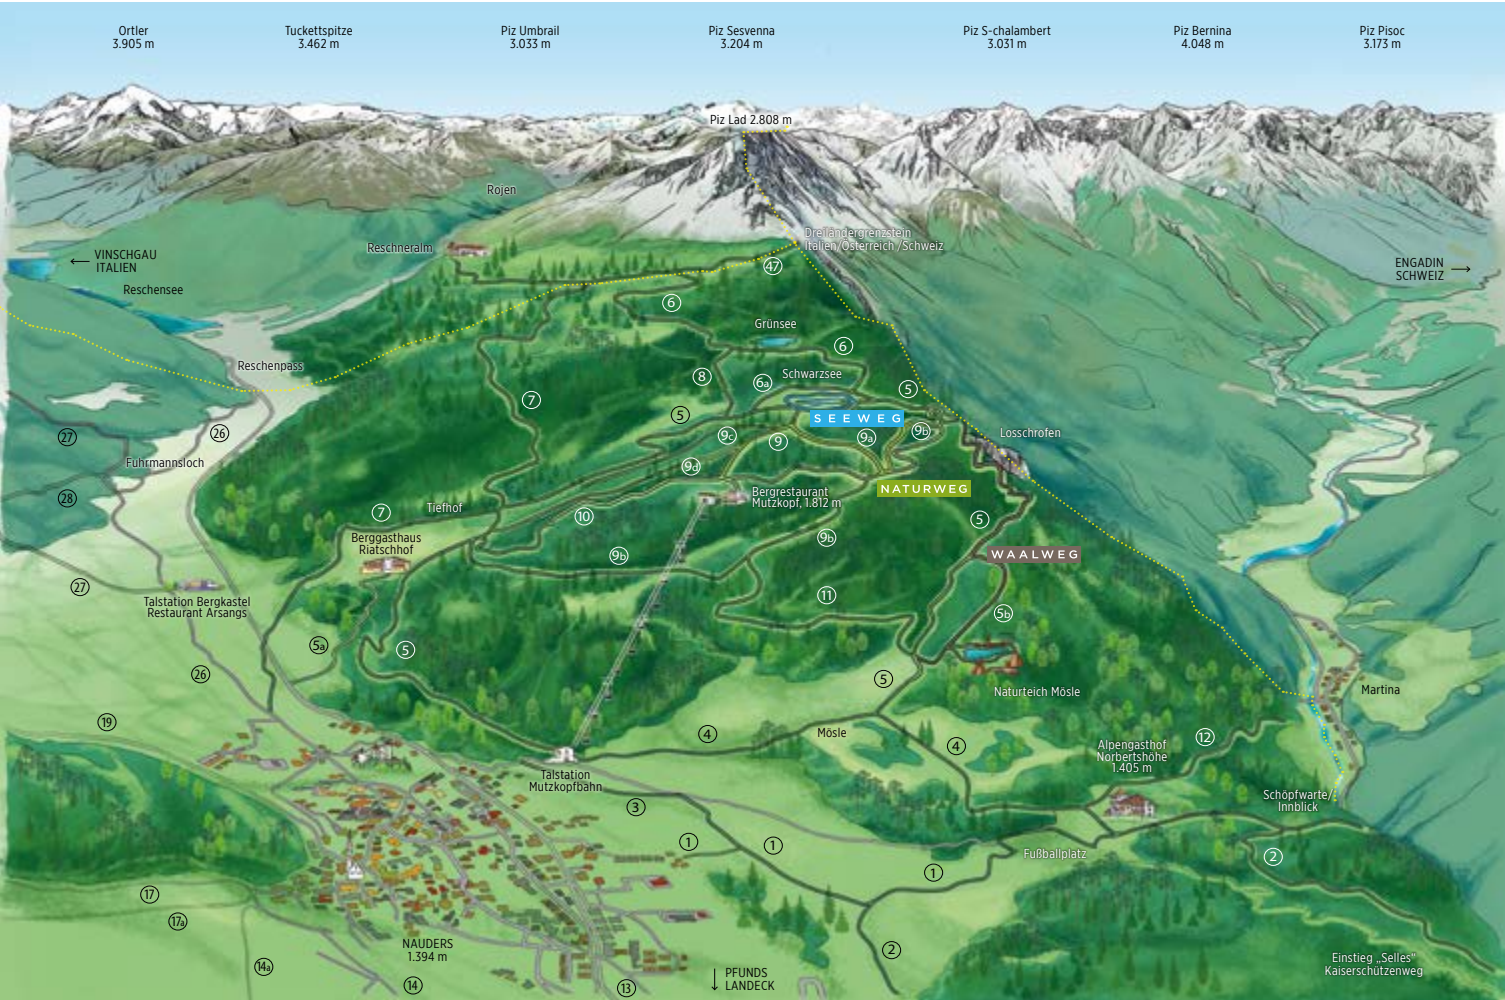 Ortler
3.905 m
Tuckettspitze
3.462 m
Piz Umbrail
3.033 m
Piz Sesvenna
3.204 m
Piz S-chalambert
3.031 m
Piz Bernina
4.048 m
Piz Pisoc
3.173 m
Piz Lad 2.808 m
Rojen
Reschneralm
Dreiländergrenzstein
Italien/Österreich /Schweiz
← VINSCHGAU
ITALIEN
ENGADIN →
SCHWEIZ
Reschensee
47
6
Grünsee
6
Reschenpass
8
6a
Schwarzsee
5
7
5
SEEWEG
26
27
9c
9
9a
9b
Losschrofen
Fuhrmannsloch
9d
NATURWEG
28
Bergrestaurant
Mutzkopf, 1.812 m
7
Tiefhof
10
5
Berggasthaus
Riatschhof
9b
9b
WAALWEG
27
Talstation Bergkastel
Restaurant Arsangs
11
5b
5a
5
26
5
Naturteich Mösle
Martina
19
4
Mösle
4
12
Alpengasthof
Norbertshöhe
1.405 m
Talstation
Mutzkopfbahn
3
Schöpfwarte/
Innblick
1
1
Fußballplatz
2
1
17
17a
NAUDERS
1.394 m
2
14a
14
13
↓ PFUNDS
LANDECK
Einstieg „Selles"
Kaiserschützenweg